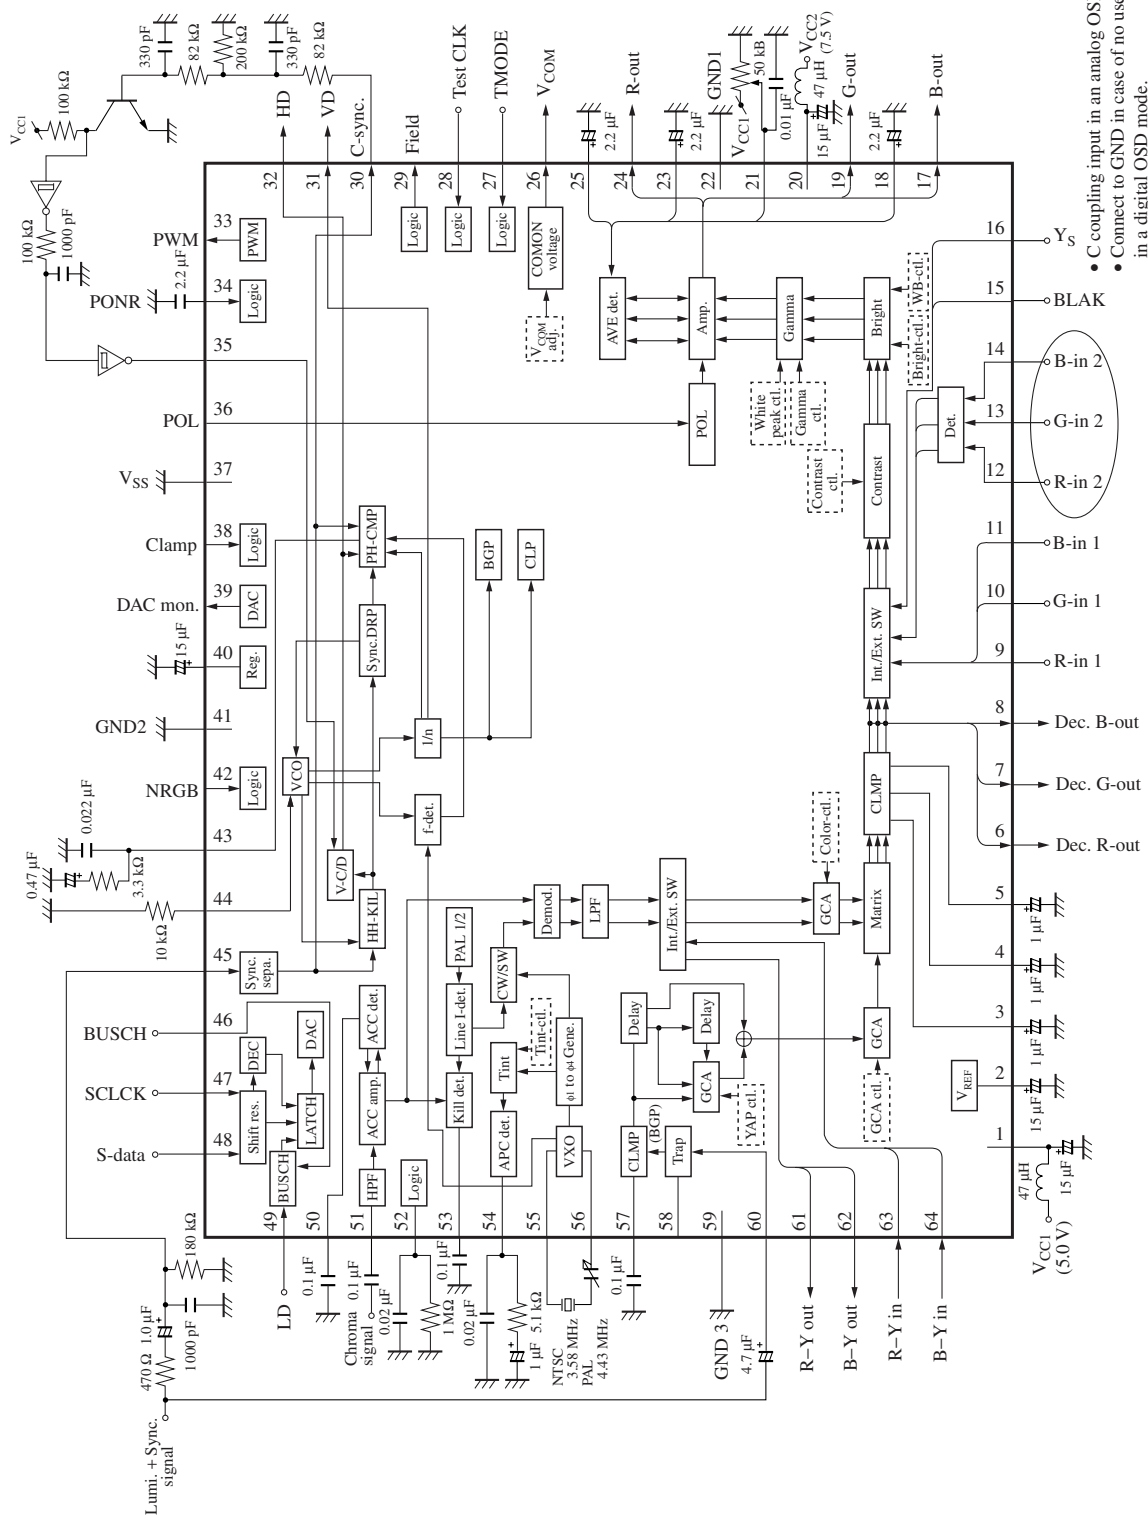 Lumi. + Sync.
signal
470 Ω
1.0 µF
1000 pF
180 kΩ
VCC1
100 kΩ
330 pF
82 kΩ
200 kΩ
330 pF
82 kΩ
100 kΩ
1000 pF
HD
VD
C-sync.
Field
Test CLK
TMODE
VCOM
2.2 µF
R-out
2.2 µF
GND1
VCC1
50 kB
0.01 µF
VCC2
(7.5 V)
47 µH
15 µF
G-out
2.2 µF
B-out
32
31
30
29
28
27
26
25
24
23
22
21
20
19
18
17
PWM
33
PWM
2.2 µF
PONR
34
Logic
35
POL
36
VSS
37
Clamp
38
Logic
DAC mon.
39
DAC
15 µF
40
Reg.
GND2
41
NRGB
42
Logic
0.022 µF
43
0.47 µF
3.3 kΩ
44
10 kΩ
45
Sync.
sepa.
BUSCH
46
SCLCK
47
S-data
48
DEC
Shift res.
LATCH
DAC
BUSCH
Logic
Logic
Logic
COMON
voltage
VCOM
adj.
AVE det.
Amp.
Gamma
Bright
WB-ctl.
Bright-ctl.
POL
White
peak ctl.
Gamma
ctl.
Contrast
ctl.
Contrast
Det.
Int./Ext. SW
PH-CMP
BGP
CLP
Sync.DRP
1/n
VCO
f-det.
V-C/D
HH-KIL
CLMP
Color-ctl.
GCA
Matrix
Int./Ext. SW
Demod.
LPF
PAL 1/2
CW/SW
ACC det.
Line I-det.
Tint-ctl.
φ1 to φ4 Gene.
Tint
ACC amp.
Kill det.
APC det.
VXO
HPF
Logic
Delay
Delay
GCA
YAP ctl.
CLMP
(BGP)
Trap
GCA
GCA ctl.
VREF
16
YS
15
BLAK
14
B-in 2
13
G-in 2
12
R-in 2
11
B-in 1
10
G-in 1
9
R-in 1
8
Dec. B-out
7
Dec. G-out
6
Dec. R-out
5
1 µF
4
1 µF
3
1 µF
2
15 µF
1
47 µH
15 µF
VCC1
(5.0 V)
49
LD
50
0.1 µF
51
0.1 µF
Chroma
signal
52
0.02 µF
1 MΩ
53
0.1 µF
54
0.02 µF
5.1 kΩ
1 µF
55
56
NTSC
3.58 MHz
PAL
4.43 MHz
57
0.1 µF
58
59
GND 3
60
4.7 µF
61
R−Y out
62
B−Y out
63
R−Y in
64
B−Y in
• C coupling input in an analog OS
• Connect to GND in case of no use
in a digital OSD mode.